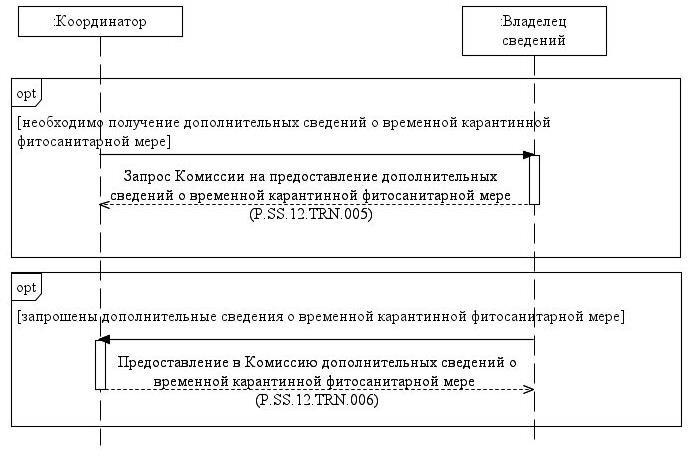 :Координатор
:Владелец
сведений
opt
[необходимо получение дополнительных сведений о временной карантинной
фитосанитарной мере]
Запрос Комиссии на предоставление дополнительных
сведений о временной карантинной фитосанитарной мере
(P.SS.12.TRN.005)
opt
[запрошены дополнительные сведения о временной карантинной фитосанитарной мере]
Предоставление в Комиссию дополнительных сведений о
временной карантинной фитосанитарной мере
(P.SS.12.TRN.006)